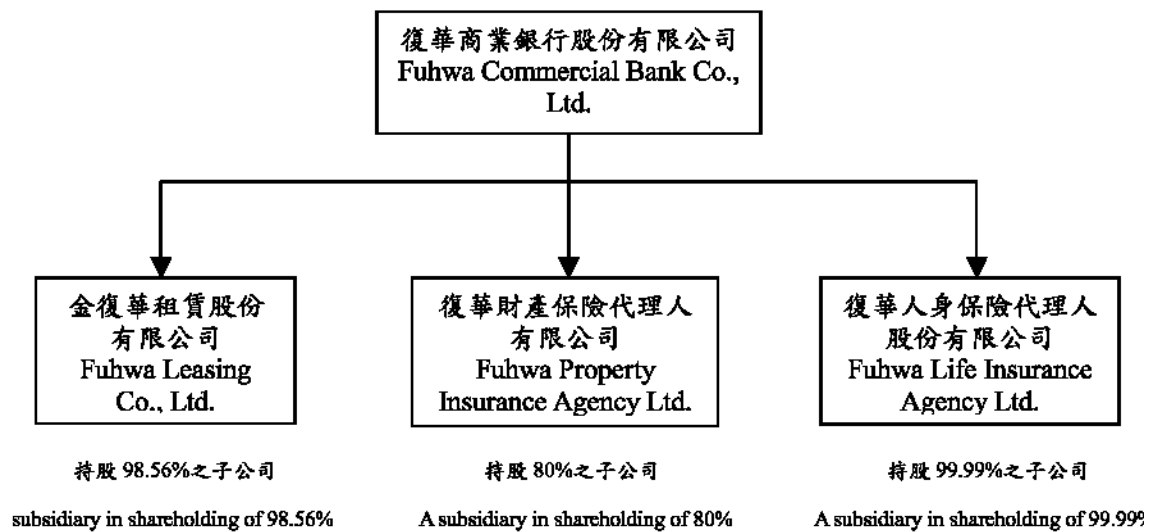 復華商業銀行股份有限公司
Fuhwa Commercial Bank Co.,
Ltd.
金復華租賃股份
有限公司
Fuhwa Leasing
Co., Ltd.
復華財產保險代理人
有限公司
Fuhwa Property
Insurance Agency Ltd.
復華人身保險代理人
股份有限公司
Fuhwa Life Insurance
Agency Ltd.
持股 98.56%之子公司
持股 80%之子公司
持股 99.99%之子公司
subsidiary in shareholding of 98.56%
A subsidiary in shareholding of 80%
A subsidiary in shareholding of 99.99%